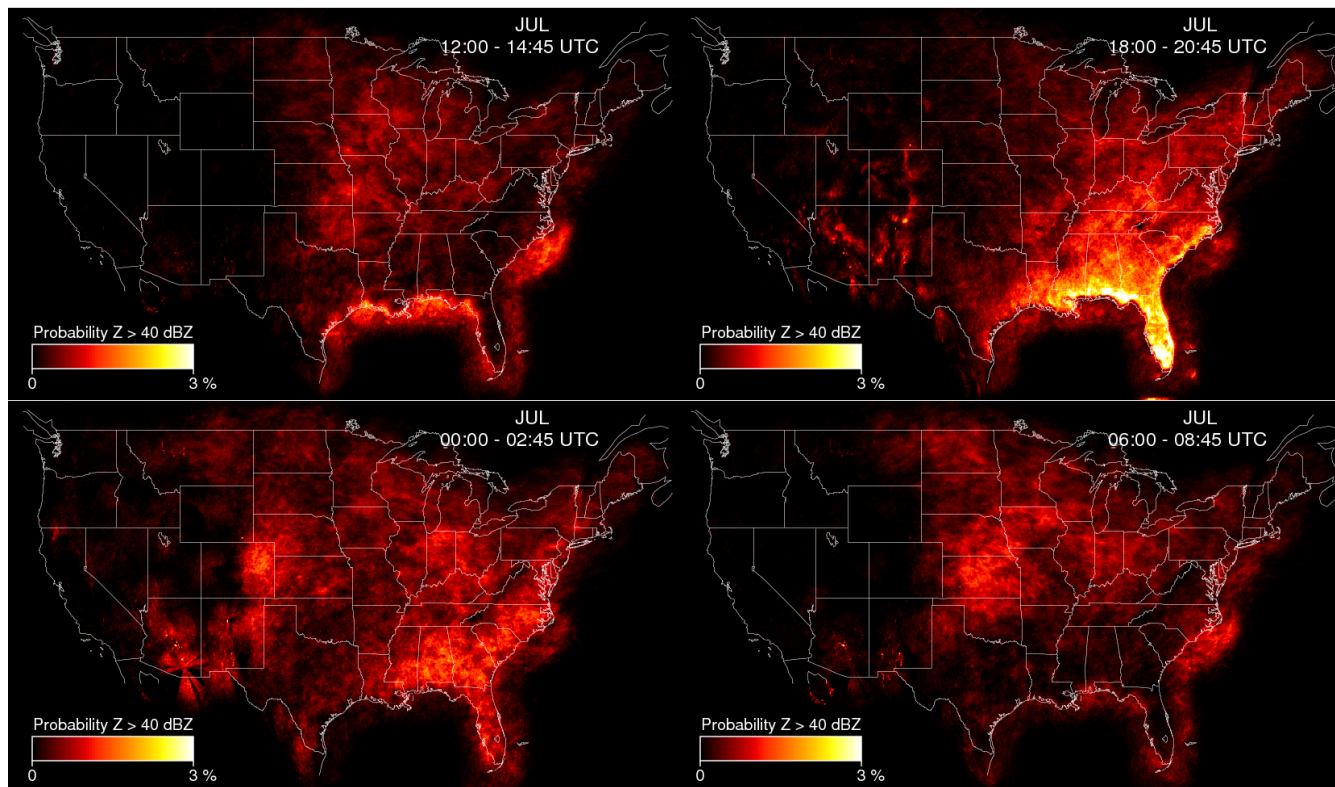 JUL
12:00 - 14:45 UTC
Probability Z > 40 dBZ
0
3 %
JUL
18:00 - 20:45 UTC
Probability Z > 40 dBZ
0
3 %
JUL
00:00 - 02:45 UTC
Probability Z > 40 dBZ
0
3 %
JUL
06:00 - 08:45 UTC
Probability Z > 40 dBZ
0
3 %